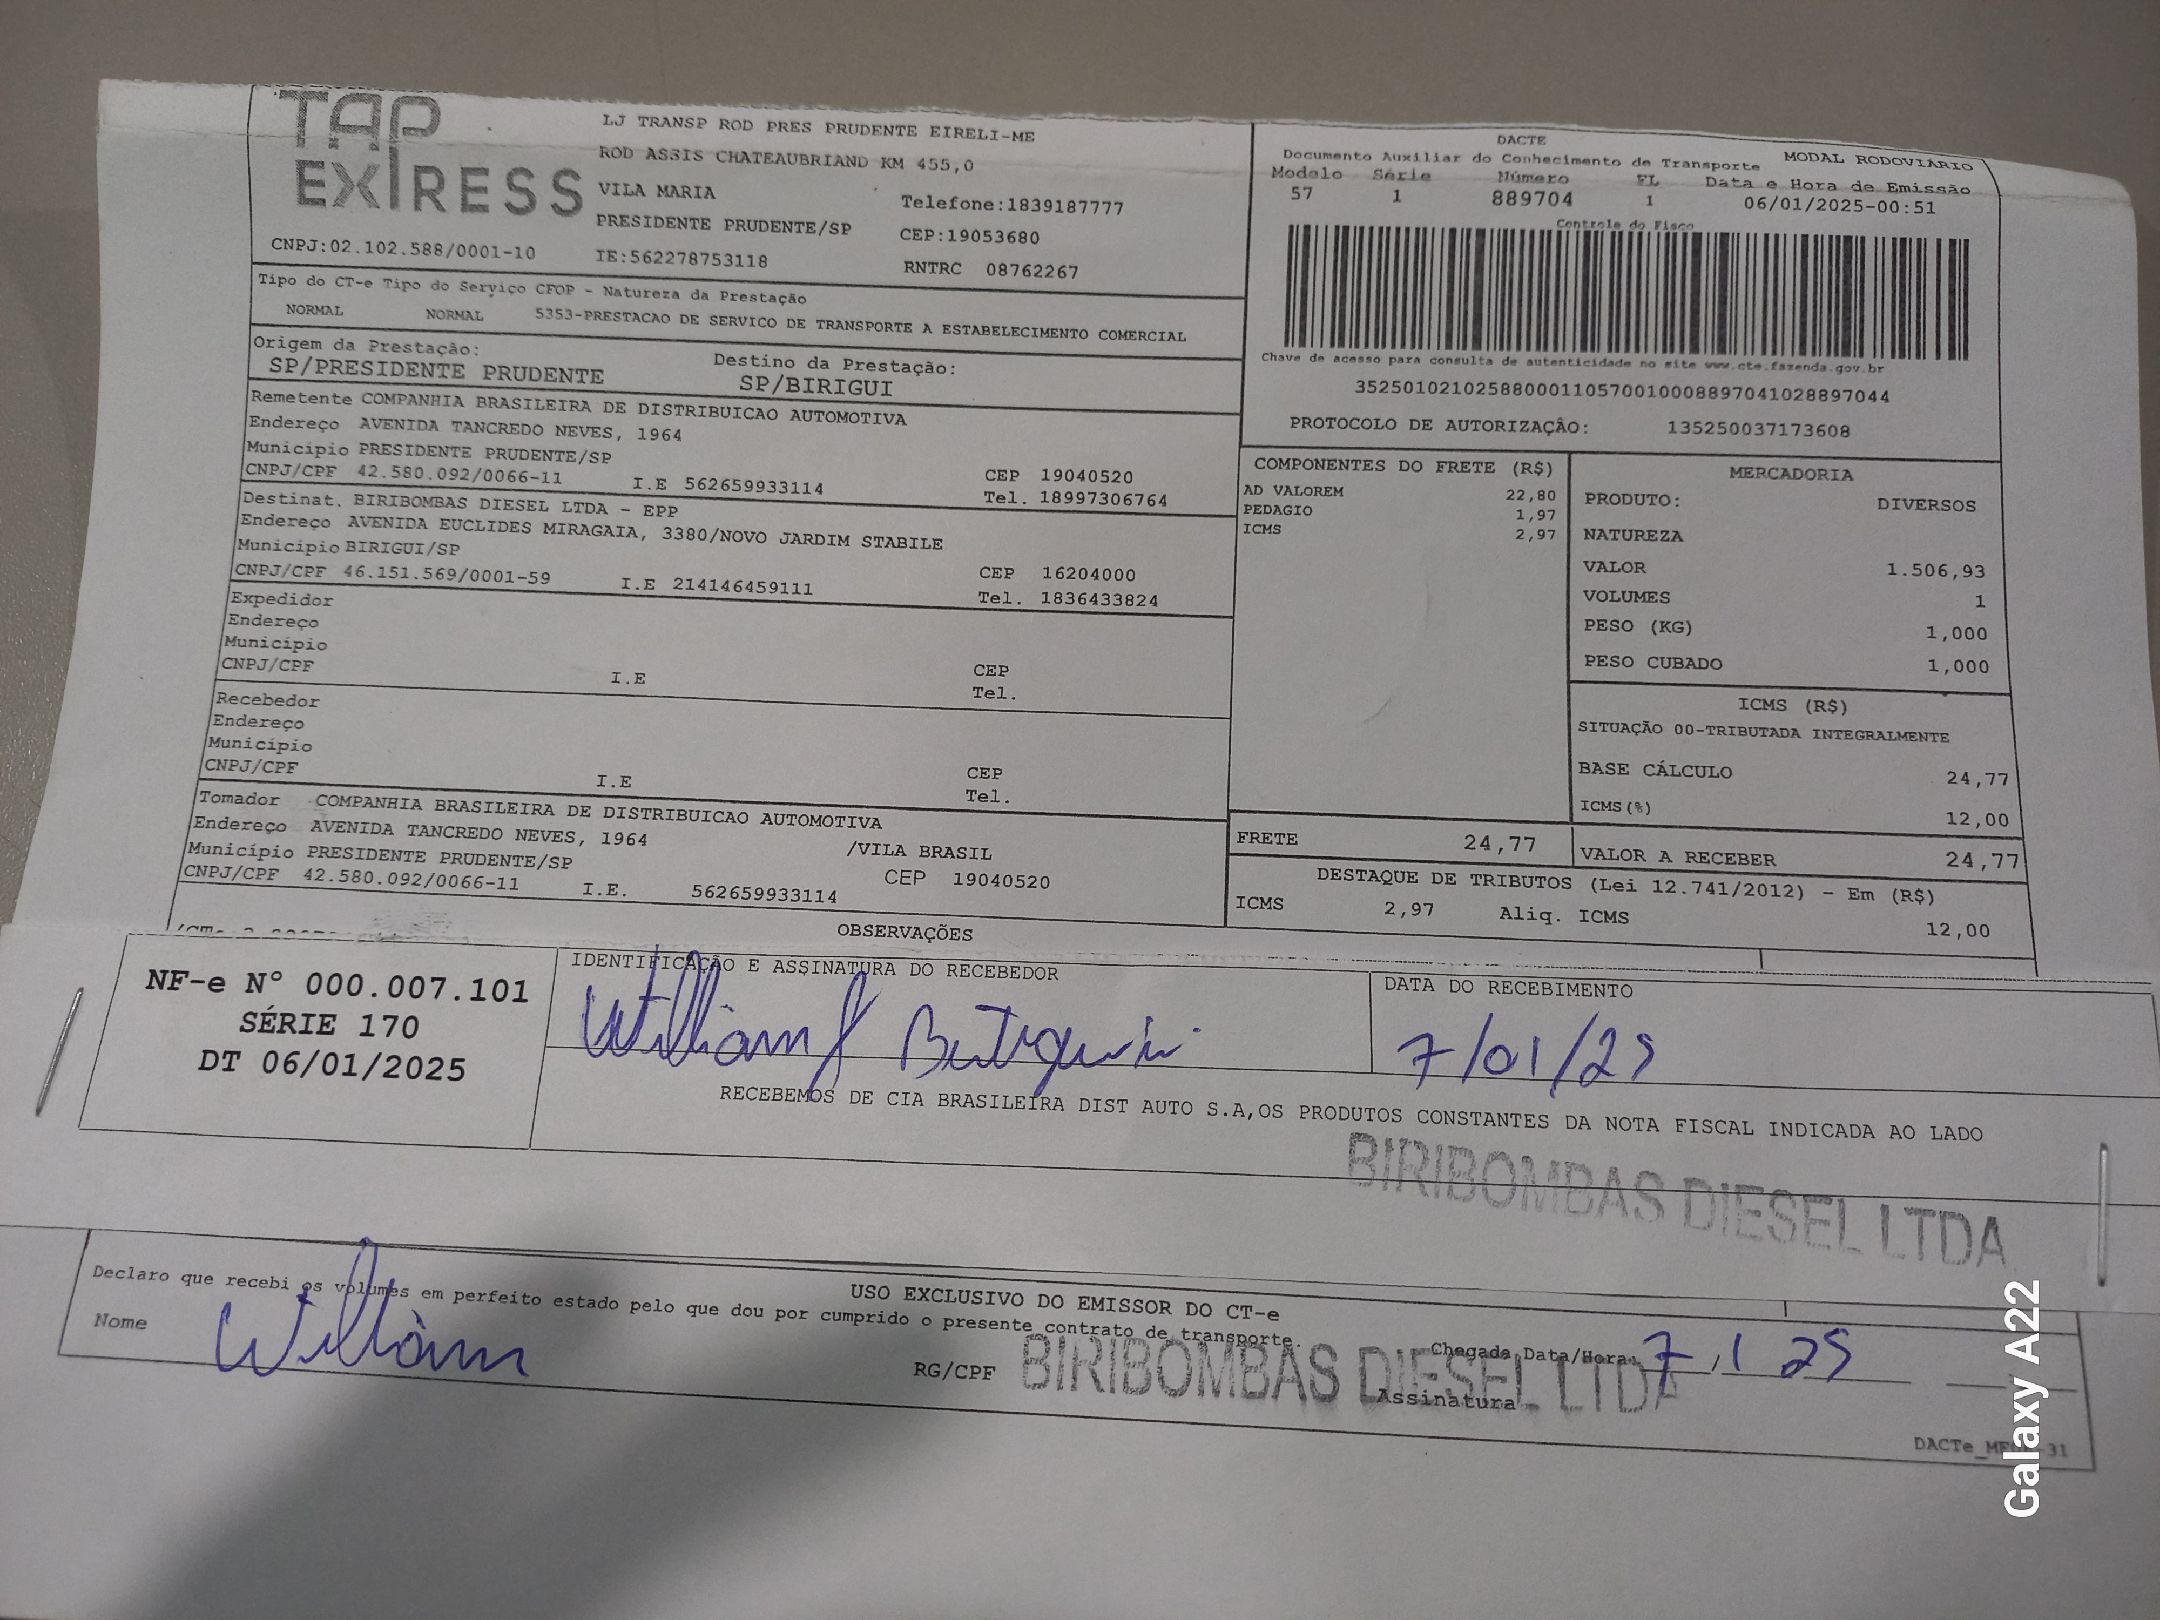 TAP
EXPRESS
LJ TRANSP ROD PRES PRUDENTE EIRELI-ME
ROD ASSIS CHATEAUBRIAND KM 455,0
VILA MARIA
Telefone:1839187777
PRESIDENTE PRUDENTE/SP CEP:19053680
CNPJ:02.102.588/0001-10 IE:562278753118 RNTRC 08762267
DACTE
Documento Auxiliar do Conhecimento de Transporte MODAL RODOVIÁRIO
Modelo Série Número FL Data e Hora de Emissão
57 1 889704 1 06/01/2025-00:51
Controle do Fisco
Chave de acesso para consulta de autenticidade no site www.cte.fazenda.gov.br
35250102102588000110570010008897041028897044
PROTOCOLO DE AUTORIZAÇÂO: 135250037173608
Tipo do CT-e Tipo do Serviço CFOP - Natureza da Prestação
NORMAL NORMAL 5353-PRESTACAO DE SERVICO DE TRANSPORTE A ESTABELECIMENTO COMERCIAL
Origem da Prestação: Destino da Prestação:
SP/PRESIDENTE PRUDENTE SP/BIRIGUI
Remetente COMPANHIA BRASILEIRA DE DISTRIBUICAO AUTOMOTIVA
Endereço AVENIDA TANCREDO NEVES, 1964
Município PRESIDENTE PRUDENTE/SP CEP 19040520
CNPJ/CPF 42.580.092/0066-11 I.E 562659933114 Tel. 18997306764
Destinat. BIRIBOMBAS DIESEL LTDA - EPP
Endereço AVENIDA EUCLIDES MIRAGAIA, 3380/NOVO JARDIM STABILE
Município BIRIGUI/SP CEP 16204000
CNPJ/CPF 46.151.569/0001-59 I.E 214146459111 Tel. 1836433824
Expedidor
Endereço
Município CEP
CNPJ/CPF I.E Tel.
Recebedor
Endereço
Município CEP
CNPJ/CPF I.E Tel.
Tomador COMPANHIA BRASILEIRA DE DISTRIBUICAO AUTOMOTIVA
Endereço AVENIDA TANCREDO NEVES, 1964 /VILA BRASIL
Município PRESIDENTE PRUDENTE/SP CEP 19040520
CNPJ/CPF 42.580.092/0066-11 I.E. 562659933114
COMPONENTES DO FRETE (R$)
AD VALOREM 22,80
PEDAGIO 1,97
ICMS 2,97
MERCADORIA
PRODUTO: DIVERSOS
NATUREZA
VALOR 1.506,93
VOLUMES 1
PESO (KG) 1,000
PESO CUBADO 1,000
ICMS (R$)
SITUAÇÃO 00-TRIBUTADA INTEGRALMENTE
BASE CÁLCULO 24,77
ICMS(%) 12,00
FRETE 24,77 VALOR A RECEBER 24,77
DESTAQUE DE TRIBUTOS (Lei 12.741/2012) - Em (R$)
ICMS 2,97 Aliq. ICMS 12,00
OBSERVAÇÕES
NF-e N° 000.007.101
SÉRIE 170
DT 06/01/2025
IDENTIFICAÇÃO E ASSINATURA DO RECEBEDOR
William
DATA DO RECEBIMENTO
7/01/25
RECEBEMOS DE CIA BRASILEIRA DIST AUTO S.A,OS PRODUTOS CONSTANTES DA NOTA FISCAL INDICADA AO LADO
BIRIBOMBAS DIESEL LTDA
USO EXCLUSIVO DO EMISSOR DO CT-e
Declaro que recebi os volumes em perfeito estado pelo que dou por cumprido o presente contrato de transporte.
Nome William RG/CPF Chegada Data/Hora: 7 / 1 25
BIRIBOMBAS DIESEL LTDA
Assinatura
Galaxy A22